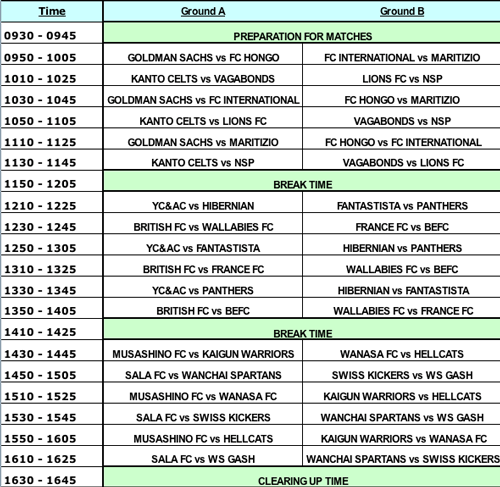 Time Ground A Ground B
0930 - 0945 PREPARATION FOR MATCHES
0950 - 1005 GOLDMAN SACHS vs FC HONGO FC INTERNATIONAL vs MARITIZIO
1010 - 1025 KANTO CELTS vs VAGABONDS LIONS FC vs NSP
1030 - 1045 GOLDMAN SACHS vs FC INTERNATIONAL FC HONGO vs MARITIZIO
1050 - 1105 KANTO CELTS vs LIONS FC VAGABONDS vs NSP
1110 - 1125 GOLDMAN SACHS vs MARITIZIO FC HONGO vs FC INTERNATIONAL
1130 - 1145 KANTO CELTS vs NSP VAGABONDS vs LIONS FC
1150 - 1205 BREAK TIME
1210 - 1225 YC&AC vs HIBERNIAN FANTASTISTA vs PANTHERS
1230 - 1245 BRITISH FC vs WALLABIES FC FRANCE FC vs BEFC
1250 - 1305 YC&AC vs FANTASTISTA HIBERNIAN vs PANTHERS
1310 - 1325 BRITISH FC vs FRANCE FC WALLABIES FC vs BEFC
1330 - 1345 YC&AC vs PANTHERS HIBERNIAN vs FANTASTISTA
1350 - 1405 BRITISH FC vs BEFC WALLABIES FC vs FRANCE FC
1410 - 1425 BREAK TIME
1430 - 1445 MUSASHINO FC vs KAIGUN WARRIORS WANASA FC vs HELLCATS
1450 - 1505 SALA FC vs WANCHAI SPARTANS SWISS KICKERS vs WS GASH
1510 - 1525 MUSASHINO FC vs WANASA FC KAIGUN WARRIORS vs HELLCATS
1530 - 1545 SALA FC vs SWISS KICKERS WANCHAI SPARTANS vs WS GASH
1550 - 1605 MUSASHINO FC vs HELLCATS KAIGUN WARRIORS vs WANASA FC
1610 - 1625 SALA FC vs WS GASH WANCHAI SPARTANS vs SWISS KICKERS
1630 - 1645 CLEARING UP TIME